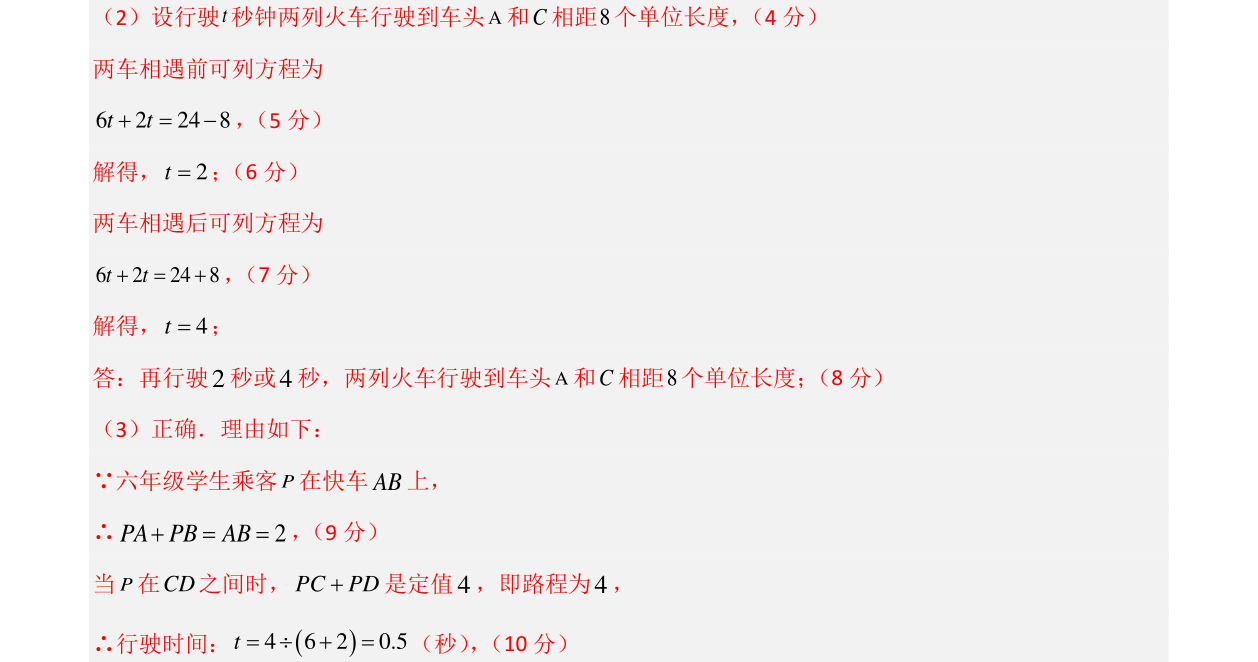 （2）设行驶t秒钟两列火车行驶到车头A和C相距8个单位长度，（4分）
两车相遇前可列方程为
6t+2t=24−8，（5分）
解得，t=2；（6分）
两车相遇后可列方程为
6t+2t=24+8，（7分）
解得，t=4；
答：再行驶2秒或4秒，两列火车行驶到车头A和C相距8个单位长度；（8分）
（3）正确．理由如下：
∵六年级学生乘客P在快车AB上，
∴PA+PB=AB=2，（9分）
当P在CD之间时，PC+PD是定值4，即路程为4，
∴行驶时间：t=4÷(6+2)=0.5（秒），（10分）